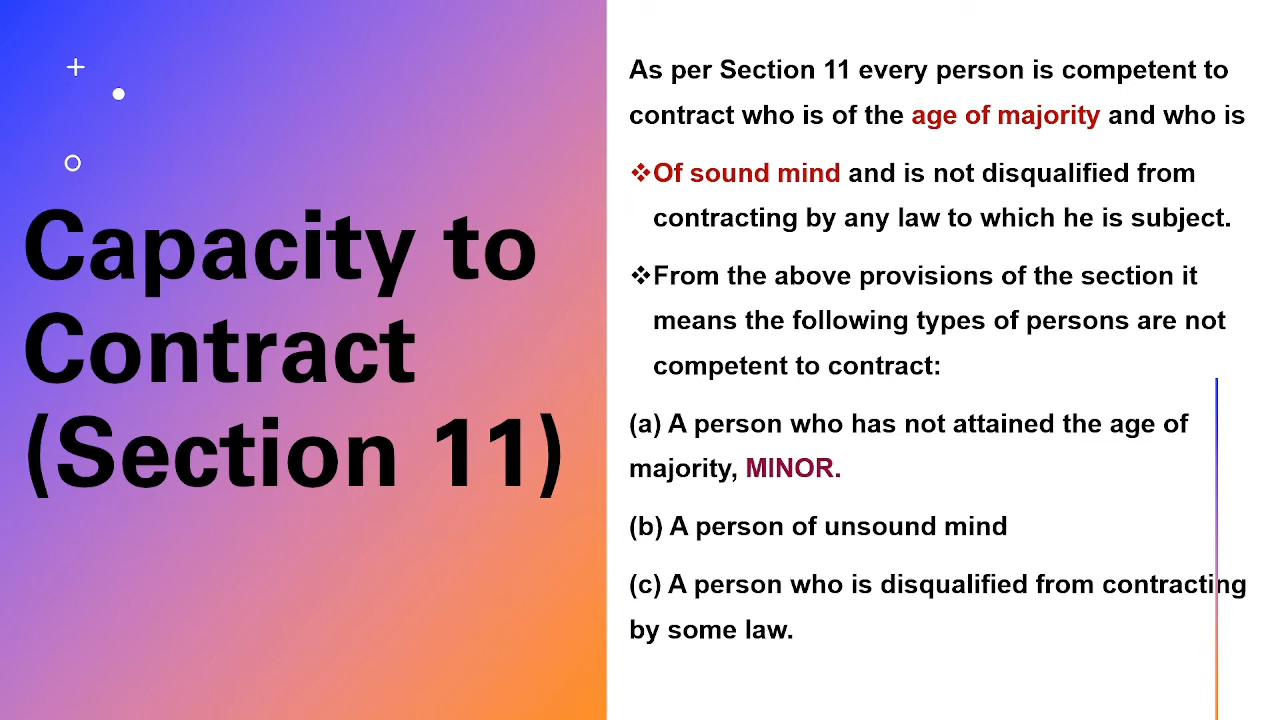 Capacity to
Contract
(Section 11)
As per Section 11 every person is competent to
contract who is of the age of majority and who is
❖Of sound mind and is not disqualified from
contracting by any law to which he is subject.
❖From the above provisions of the section it
means the following types of persons are not
competent to contract:
(a) A person who has not attained the age of
majority, MINOR.
(b) A person of unsound mind
(c) A person who is disqualified from contracting
by some law.